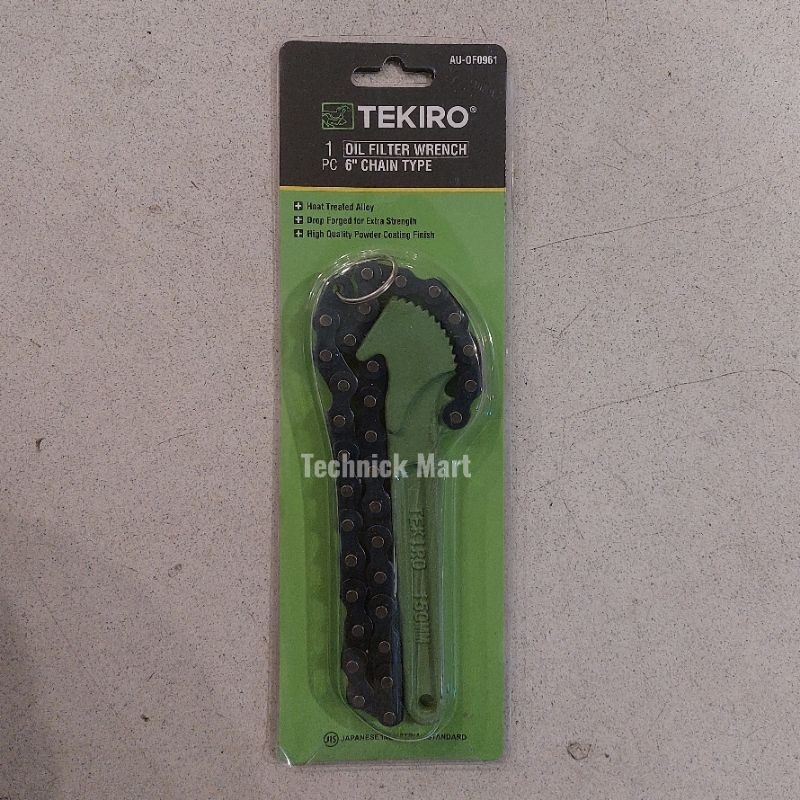 AU-OF0961
TEKIRO®
1 PC OIL FILTER WRENCH
6" CHAIN TYPE
Heat Treated Alloy
Drop Forged for Extra Strength
High Quality Powder Coating Finish
Technick Mart
TEKIRO 150MM
JIS JAPANESE INDUSTRIAL STANDARD